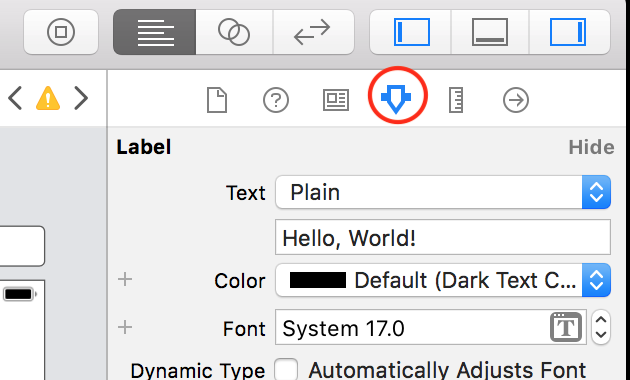 Label Hide
Text Plain
Hello, World!
Color Default (Dark Text C...
Font System 17.0 T
Dynamic Type Automatically Adjusts Font